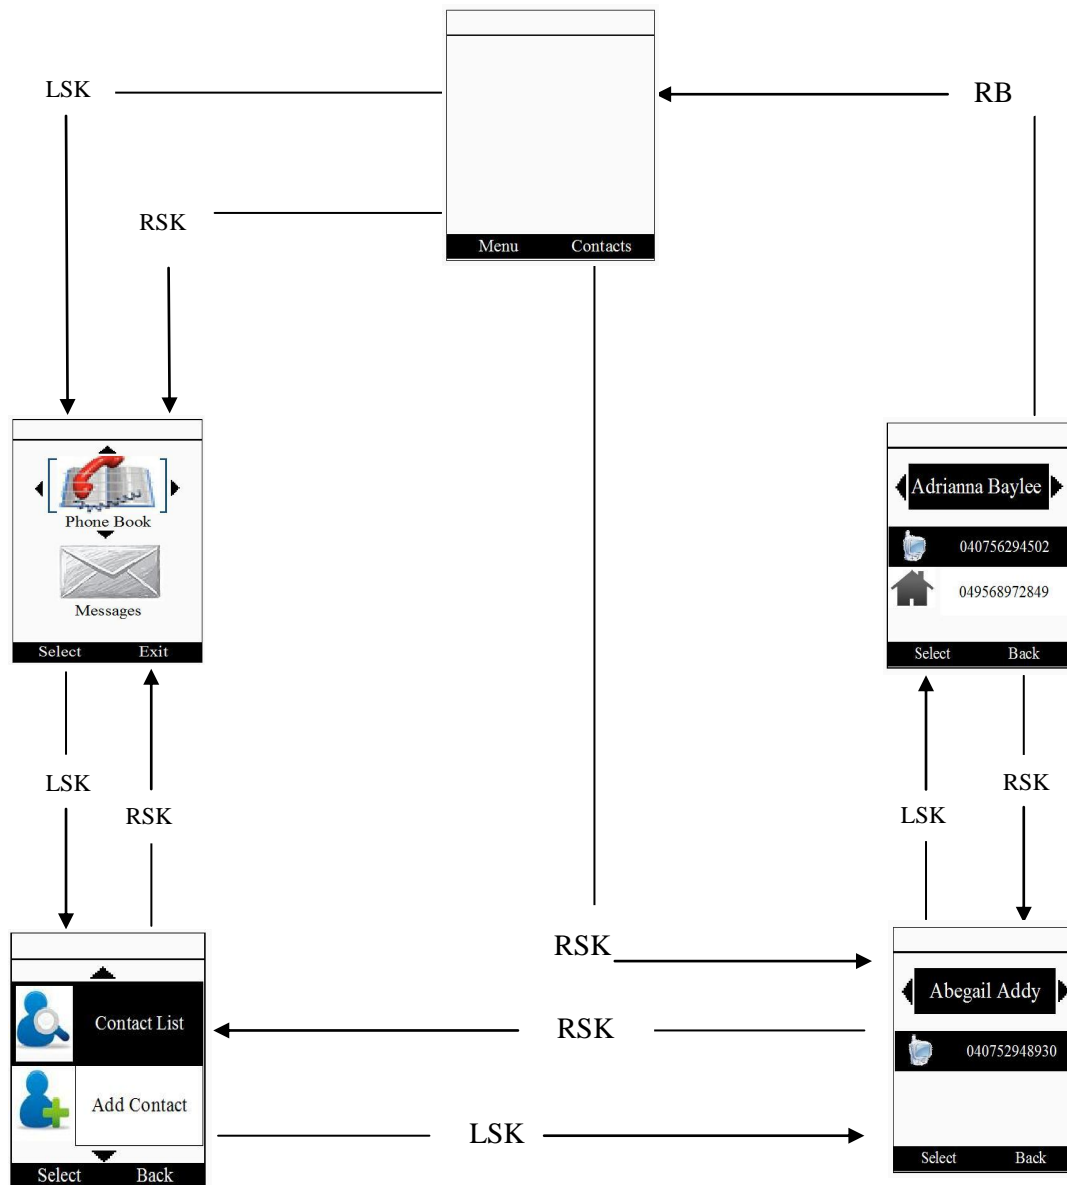 LSK
RB
RSK
Menu Contacts
Phone Book
Messages
Select Exit
Adrianna Baylee
040756294502
049568972849
Select Back
LSK
RSK
RSK
LSK
RSK
Contact List
Add Contact
Select Back
RSK
LSK
Abegail Addy
040752948930
Select Back